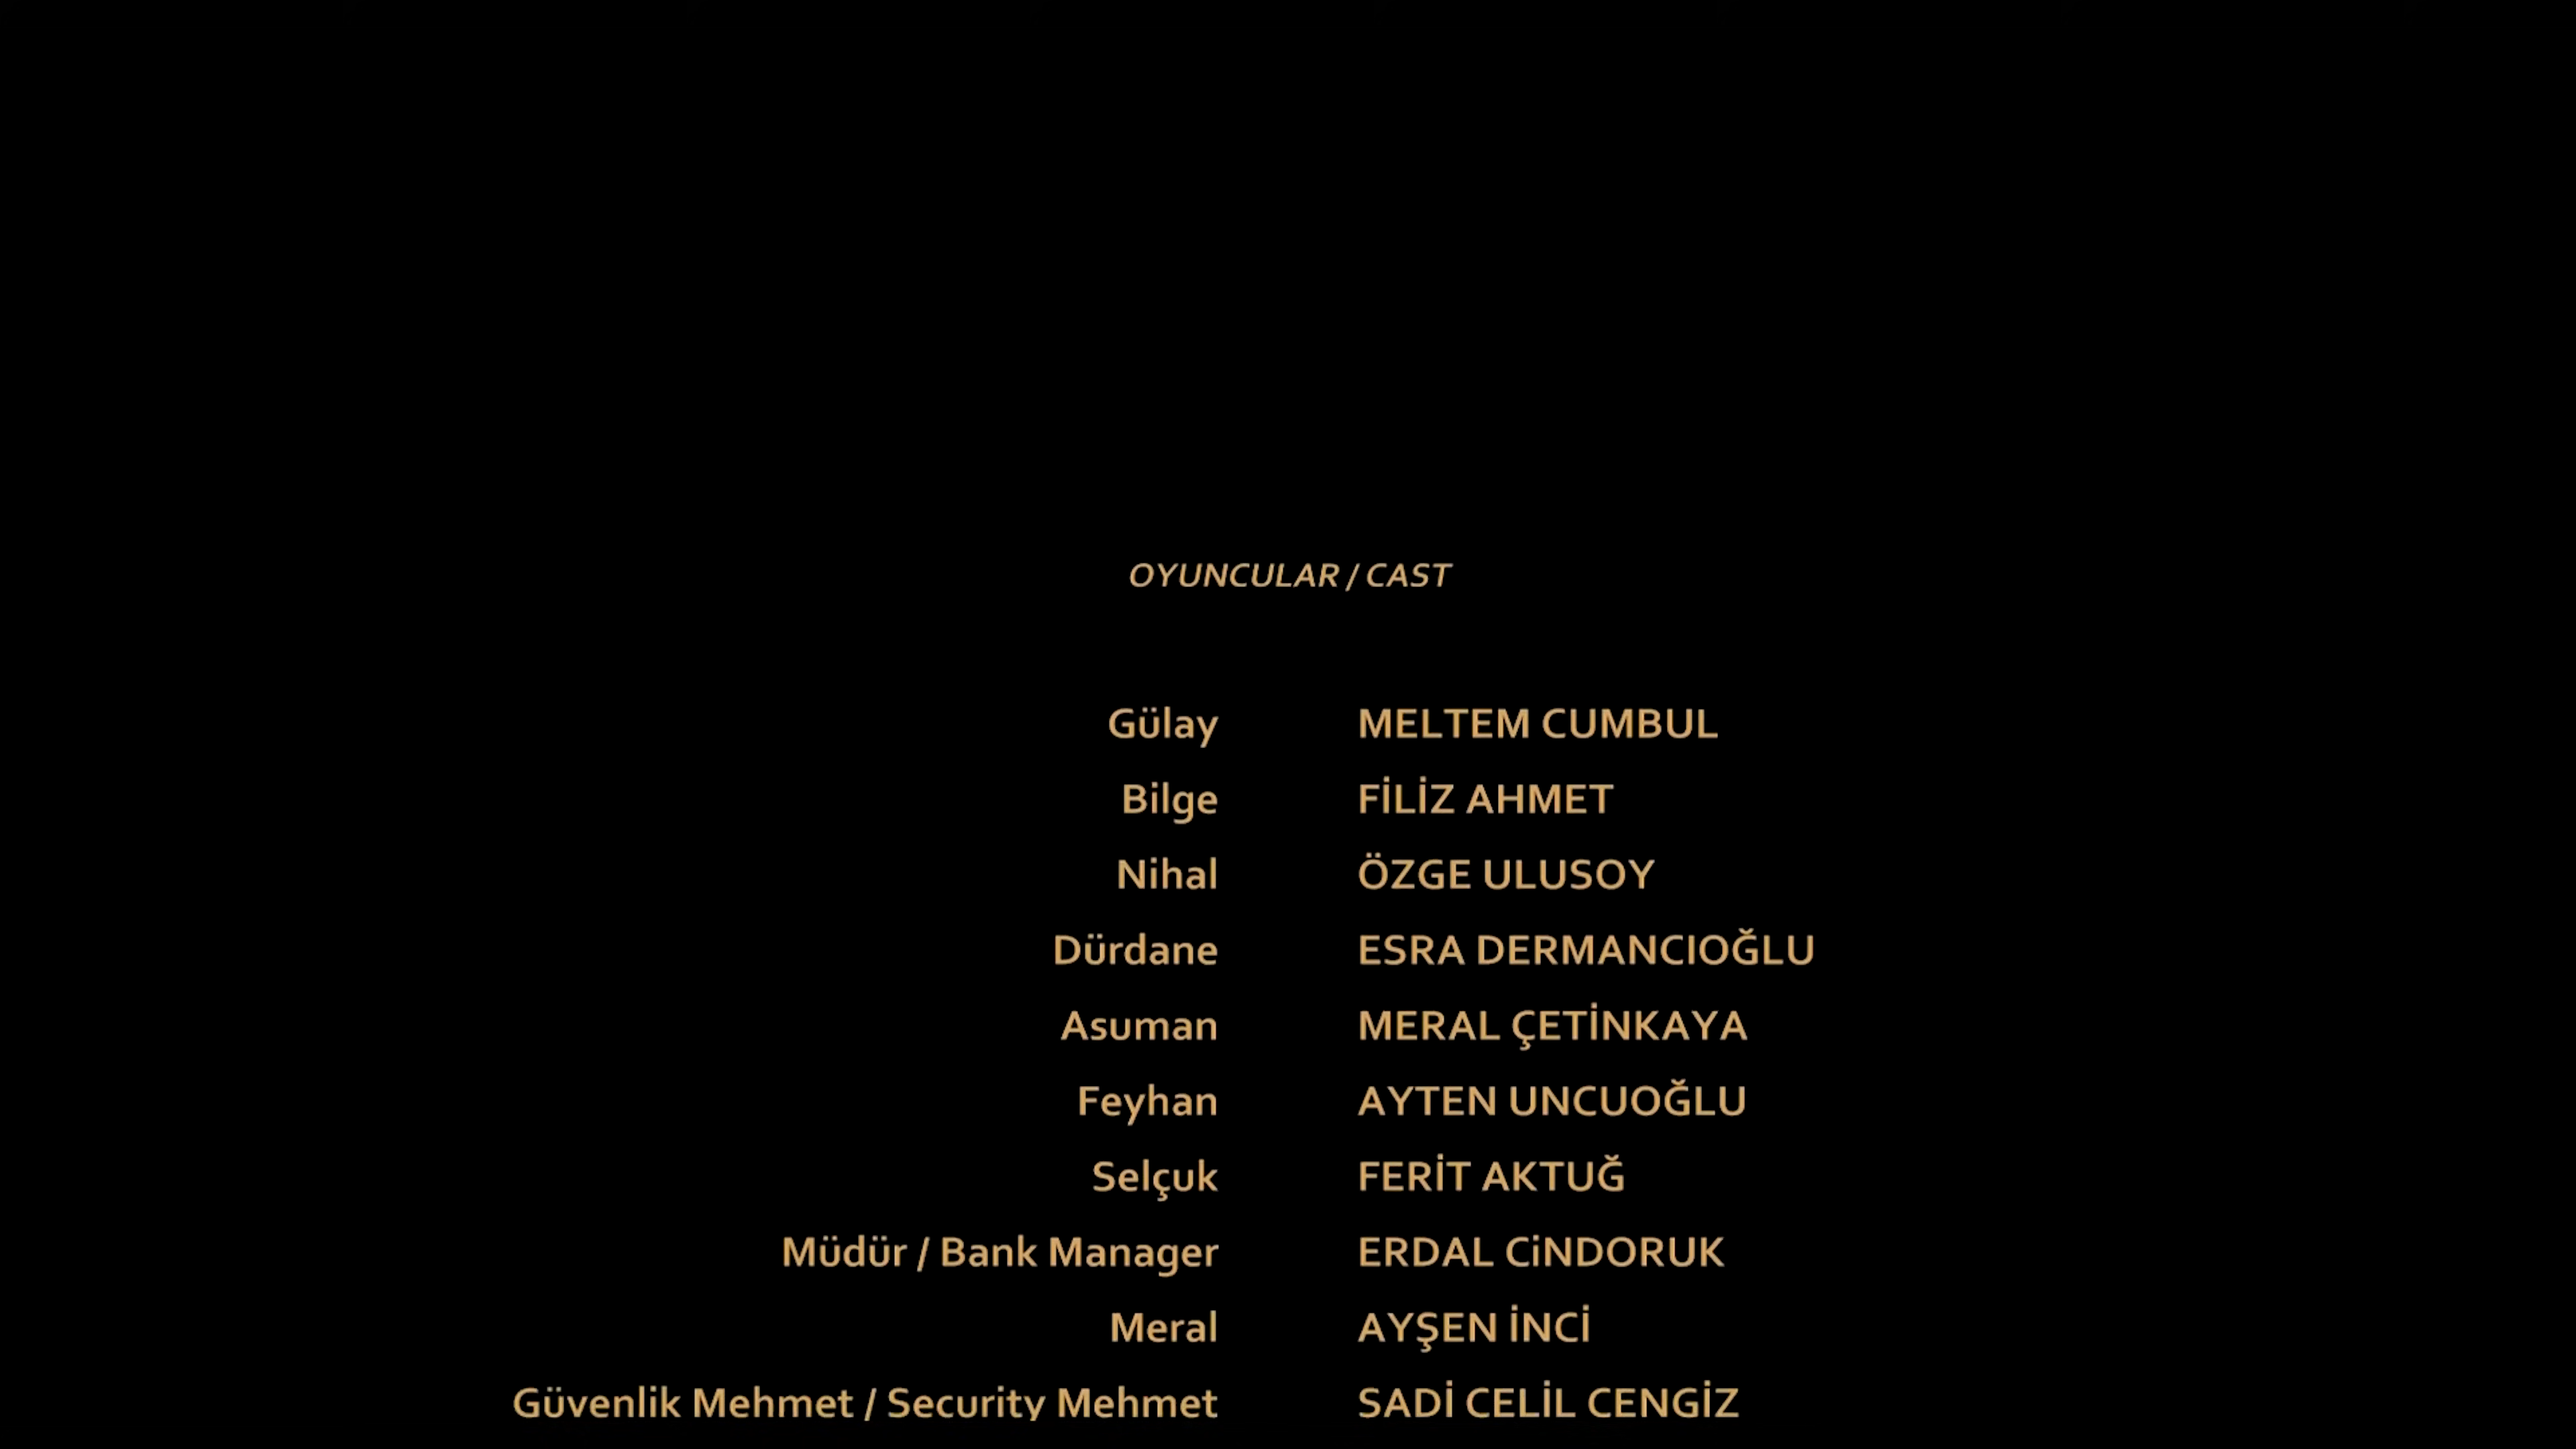 OYUNCULAR / CAST
Gülay MELTEM CUMBUL
Bilge FİLİZ AHMET
Nihal ÖZGE ULUSOY
Dürdane ESRA DERMANCIOĞLU
Asuman MERAL ÇETİNKAYA
Feyhan AYTEN UNCUOĞLU
Selçuk FERİT AKTUĞ
Müdür / Bank Manager ERDAL CiNDORUK
Meral AYŞEN İNCİ
Güvenlik Mehmet / Security Mehmet SADİ CELİL CENGİZ